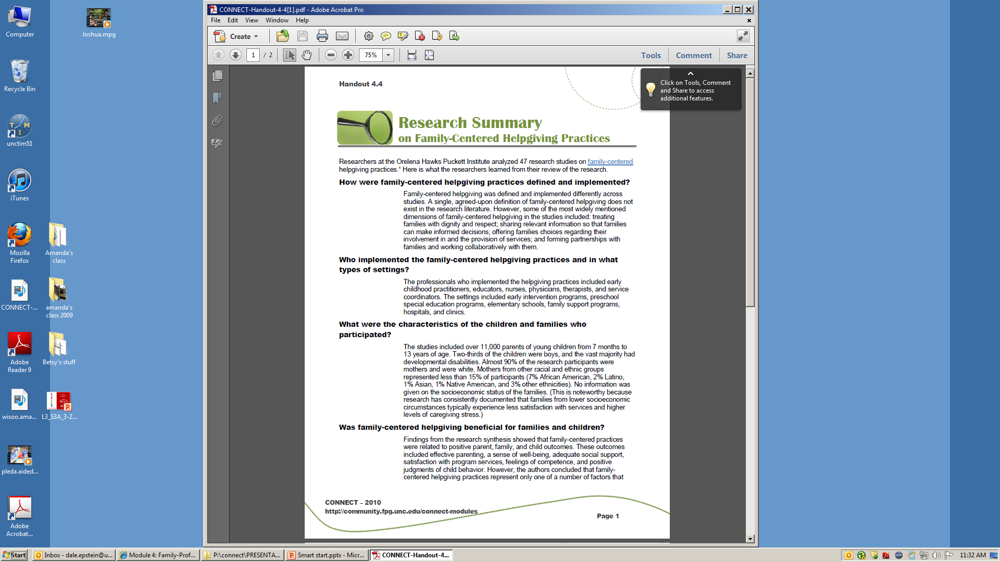 Computer
Joshua.mpg
Recycle Bin
unctim51
iTunes
Mozilla
Firefox
Amanda's
class
CONNECT-...
amanda's
class 2009
Adobe
Reader 9
Betsy's stuff
wisoo.ama...
L3_S3A_3-2...
pleda.aided...
Adobe
Acrobat...
CONNECT-Handout-4-4[1].pdf - Adobe Acrobat Pro
File Edit View Window Help
Create
1 / 2 75% Tools Comment Share
Click on Tools, Comment
and Share to access
additional features.
Handout 4.4
Research Summary
on Family-Centered Helpgiving Practices
Researchers at the Orelena Hawks Puckett Institute analyzed 47 research studies on family-centered
helpgiving practices.¹ Here is what the researchers learned from their review of the research.
How were family-centered helpgiving practices defined and implemented?
Family-centered helpgiving was defined and implemented differently across
studies. A single, agreed-upon definition of family-centered helpgiving does not
exist in the research literature. However, some of the most widely mentioned
dimensions of family-centered helpgiving in the studies included: treating
families with dignity and respect; sharing relevant information so that families
can make informed decisions; offering families choices regarding their
involvement in and the provision of services; and forming partnerships with
families and working collaboratively with them.
Who implemented the family-centered helpgiving practices and in what
types of settings?
The professionals who implemented the helpgiving practices included early
childhood practitioners, educators, nurses, physicians, therapists, and service
coordinators. The settings included early intervention programs, preschool
special education programs, elementary schools, family support programs,
hospitals, and clinics.
What were the characteristics of the children and families who
participated?
The studies included over 11,000 parents of young children from 7 months to
13 years of age. Two-thirds of the children were boys, and the vast majority had
developmental disabilities. Almost 90% of the research participants were
mothers and were white. Mothers from other racial and ethnic groups
represented less than 15% of participants (7% African American, 2% Latino,
1% Asian, 1% Native American, and 3% other ethnicities). No information was
given on the socioeconomic status of the families. (This is noteworthy because
research has consistently documented that families from lower socioeconomic
circumstances typically experience less satisfaction with services and higher
levels of caregiving stress.)
Was family-centered helpgiving beneficial for families and children?
Findings from the research synthesis showed that family-centered practices
were related to positive parent, family, and child outcomes. These outcomes
included effective parenting, a sense of well-being, adequate social support,
satisfaction with program services, feelings of competence, and positive
judgments of child behavior. However, the authors concluded that family-
centered helpgiving practices represent only one of a number of factors that
CONNECT – 2010
http://community.fpg.unc.edu/connect-modules
Page 1
Start
Inbox - dale.epstein@u...
Module 4: Family-Prof...
P:\connect\PRESENTA...
Smart start.pptx - Micr...
CONNECT-Handout-4...
11:32 AM